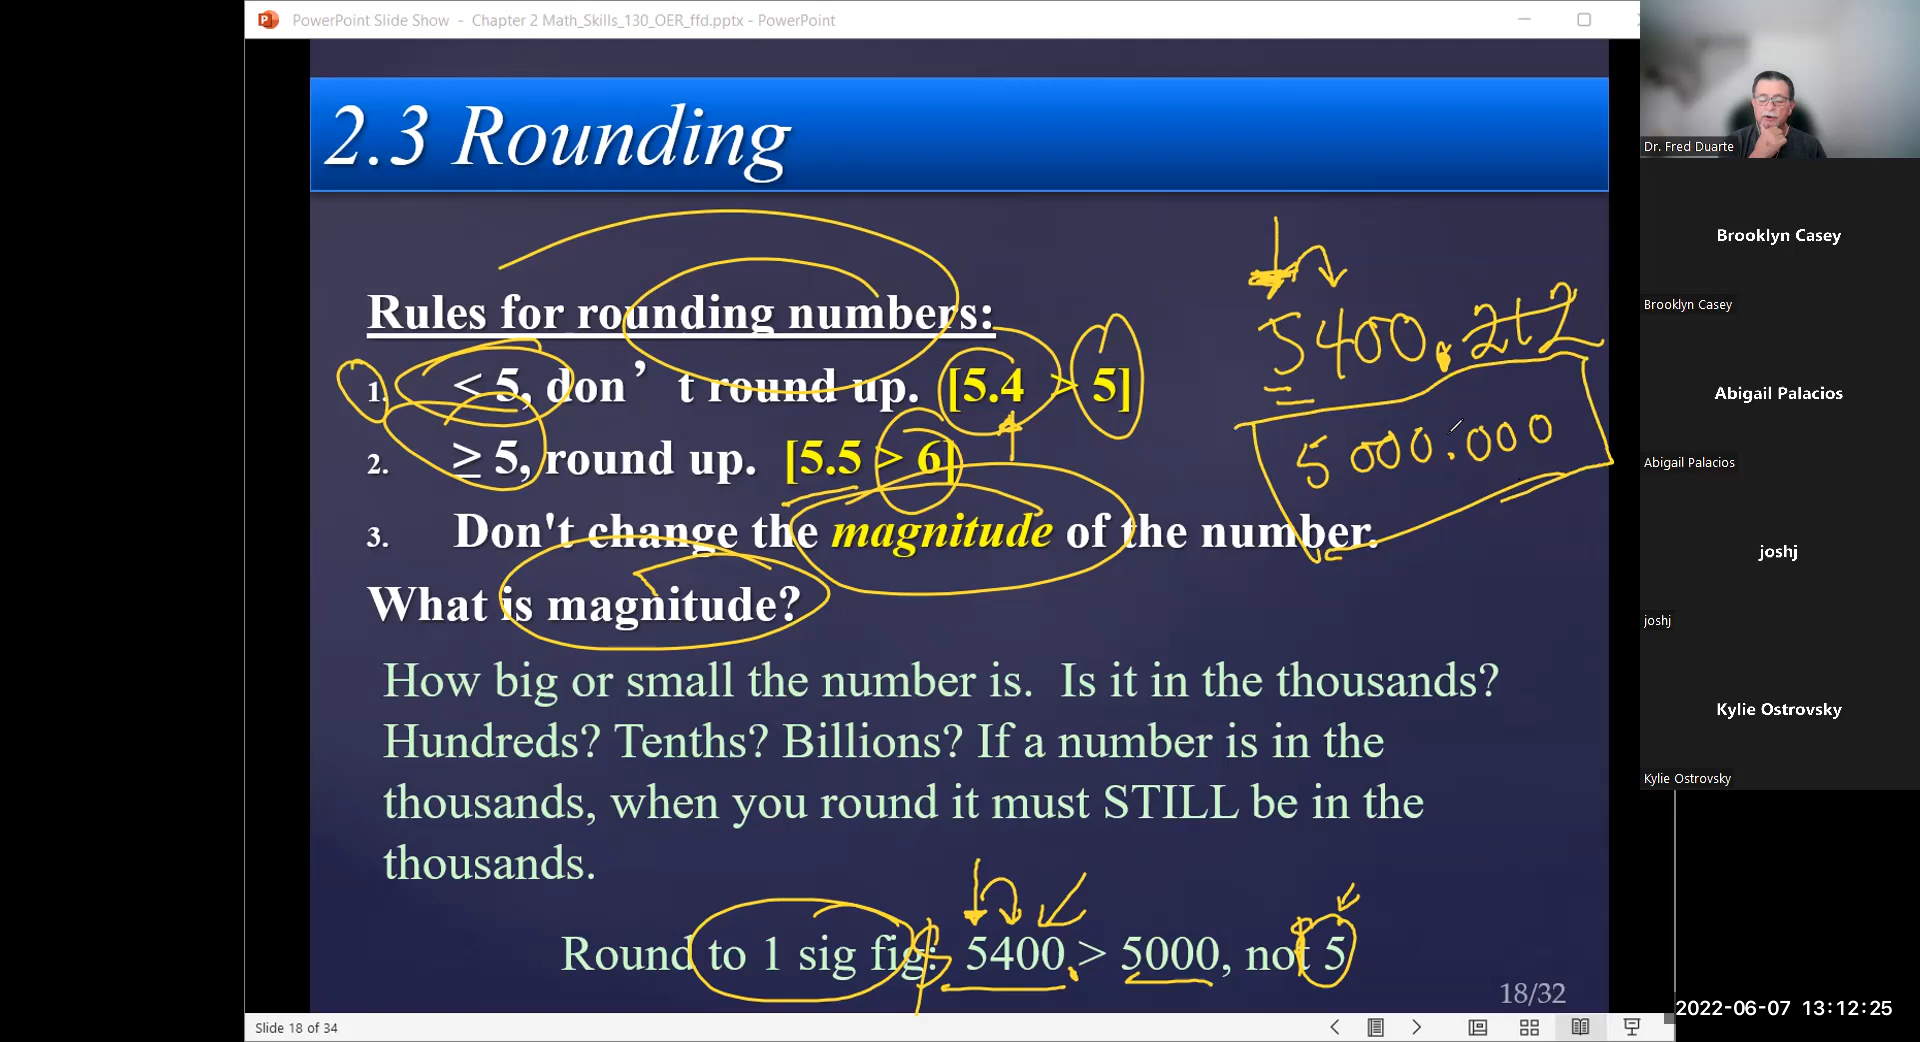 PowerPoint Slide Show - Chapter 2 Math_Skills_130_OER_ffd.pptx - PowerPoint
2.3 Rounding
Rules for rounding numbers:
1. < 5, don’t round up. [5.4 > 5]
2. ≥ 5, round up. [5.5 > 6]
3. Don't change the magnitude of the number.
What is magnitude?
How big or small the number is. Is it in the thousands?
Hundreds? Tenths? Billions? If a number is in the
thousands, when you round it must STILL be in the
thousands.
Round to 1 sig fig: 5400 > 5000, not 5
18/32
5400.
5000.000
Slide 18 of 34
Dr. Fred Duarte
Brooklyn Casey
Brooklyn Casey
Abigail Palacios
Abigail Palacios
joshj
joshj
Kylie Ostrovsky
Kylie Ostrovsky
2022-06-07 13:12:25